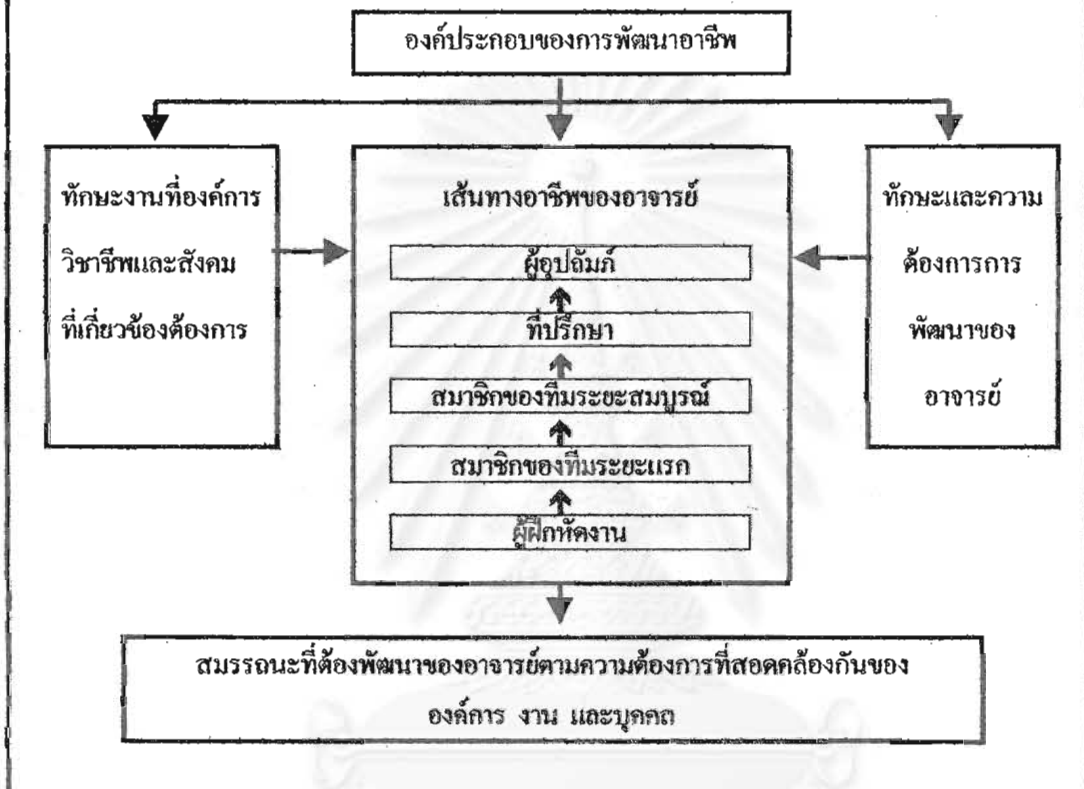 องค์ประกอบของการพัฒนาอาชีพ
ทักษะงานที่องค์การ
วิชาชีพและสังคม
ที่เกี่ยวข้องต้องการ
เส้นทางอาชีพของอาจารย์
ผู้อุปถัมภ์
ที่ปรึกษา
สมาชิกของทีมระยะสมบูรณ์
สมาชิกของทีมระยะแรก
ผู้ฝึกหัดงาน
ทักษะและความ
ต้องการการ
พัฒนาของ
อาจารย์
สมรรถนะที่ต้องพัฒนาของอาจารย์ตามความต้องการที่สอดคล้องกันของ
องค์การ งาน และบุคคล